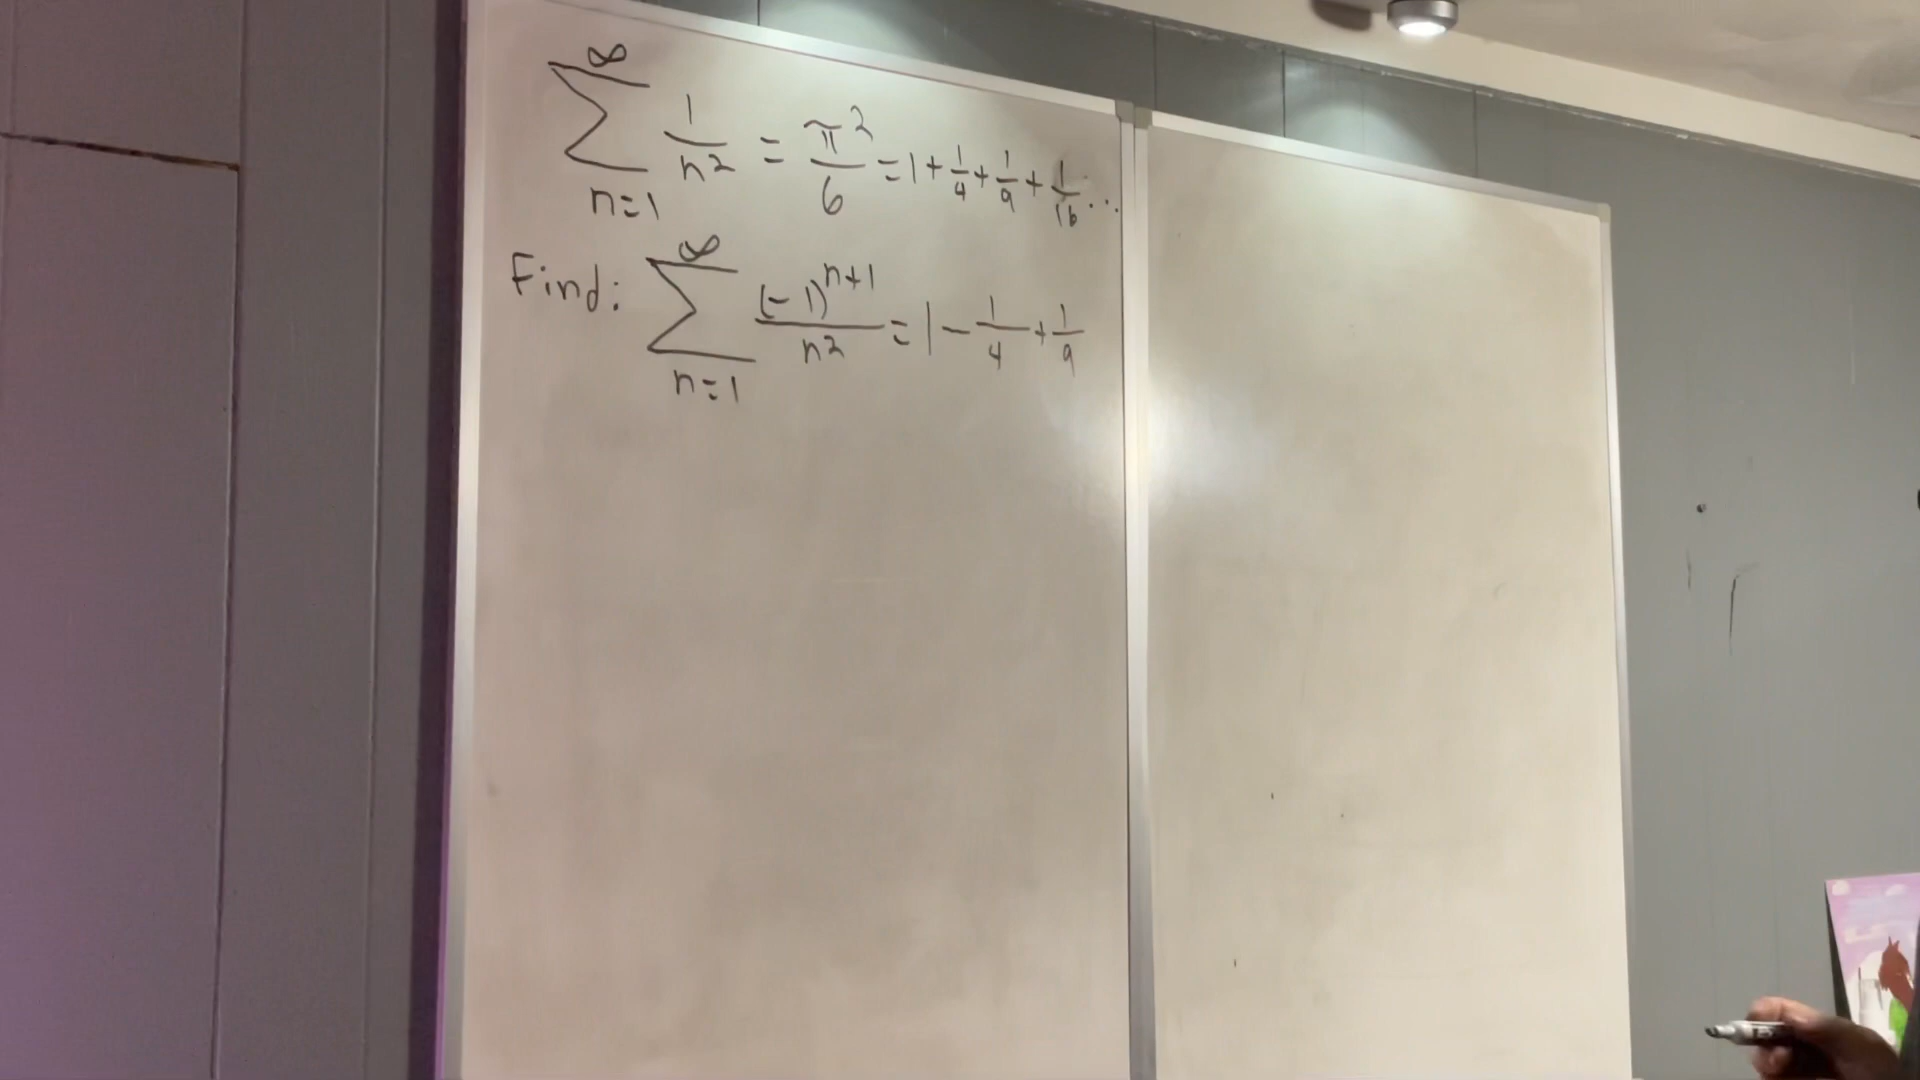 ∞
∑ 1/n² = π²/6 = 1 + 1/4 + 1/9 + 1/16 ...
n=1
∞
Find: ∑ (-1)ⁿ⁺¹/n² = 1 - 1/4 + 1/9
n=1